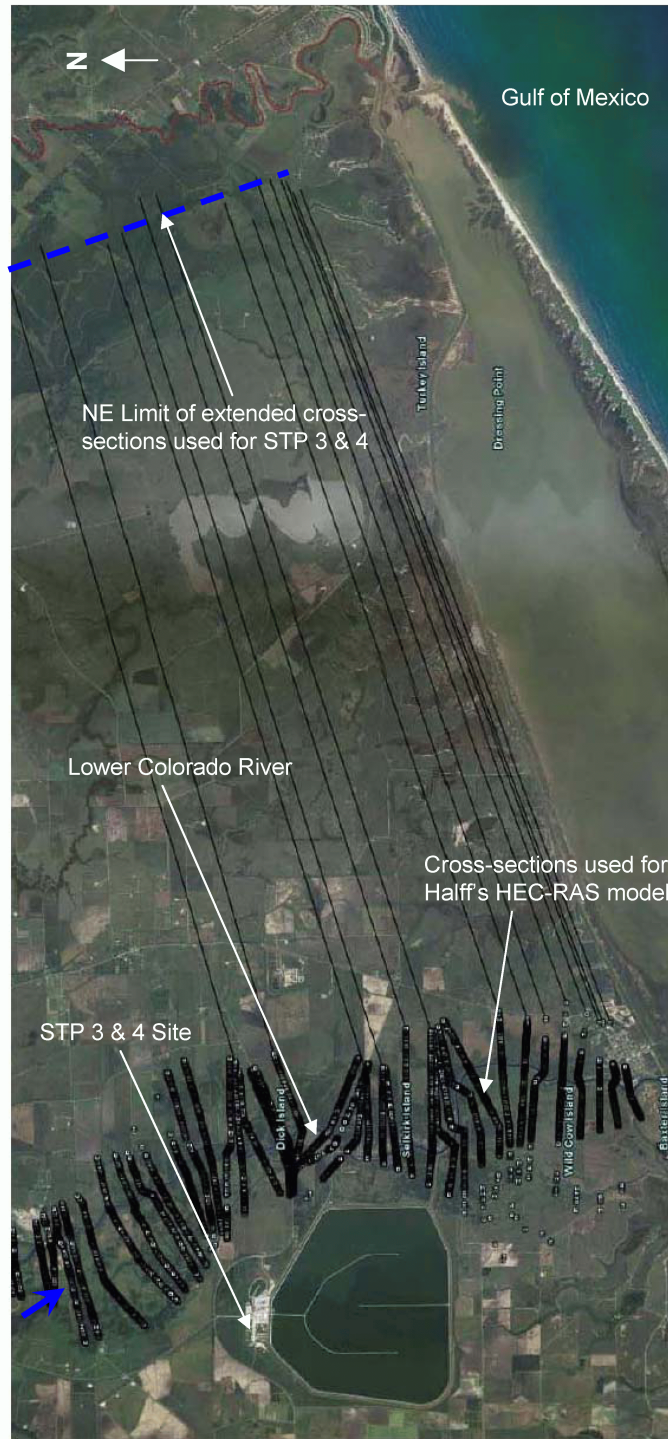 N
Gulf of Mexico
Turkey Island
Dressing Point
NE Limit of extended cross-
sections used for STP 3 & 4
Lower Colorado River
Cross-sections used for
Halff's HEC-RAS model
STP 3 & 4 Site
Dick Island
Selkirk Island
Wild Cow Island
Baxter Island